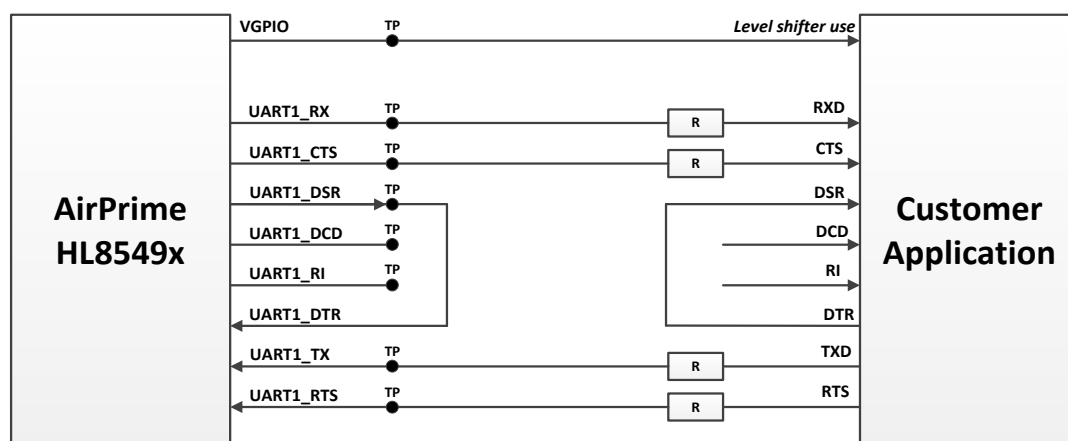 VGPIO TP Level shifter use
UART1_RX TP R RXD
UART1_CTS TP R CTS
UART1_DSR TP DSR
AirPrime
HL8549x
Customer
Application
UART1_DCD TP DCD
UART1_RI TP RI
UART1_DTR DTR
UART1_TX TP R TXD
UART1_RTS TP R RTS